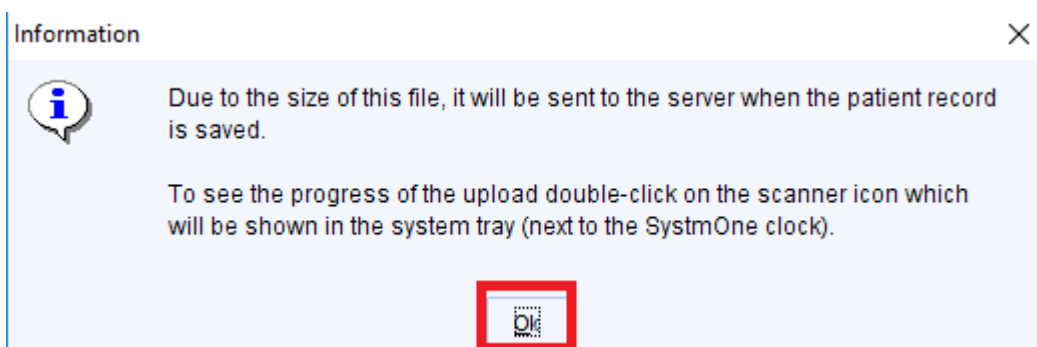 Information
Due to the size of this file, it will be sent to the server when the patient record
is saved.
To see the progress of the upload double-click on the scanner icon which
will be shown in the system tray (next to the SystmOne clock).
Ok